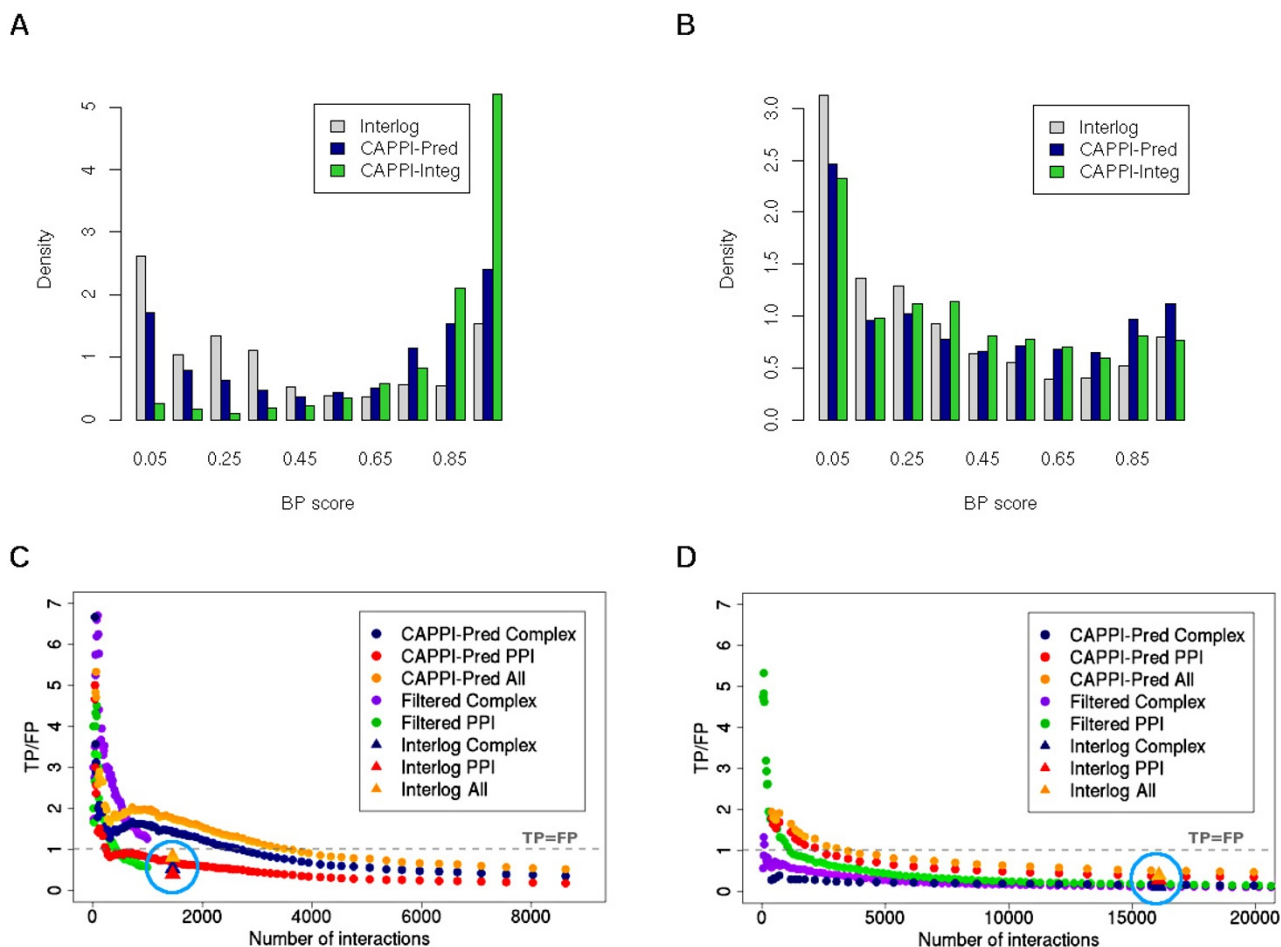 A
5
4
3
2
1
0
Density
Interlog
CAPPI-Pred
CAPPI-Integ
0.05 0.25 0.45 0.65 0.85
BP score
B
3.0
2.5
2.0
1.5
1.0
0.5
0.0
Density
Interlog
CAPPI-Pred
CAPPI-Integ
0.05 0.25 0.45 0.65 0.85
BP score
C
7
6
5
4
3
2
1
0
TP/FP
CAPPI-Pred Complex
CAPPI-Pred PPI
CAPPI-Pred All
Filtered Complex
Filtered PPI
Interlog Complex
Interlog PPI
Interlog All
TP=FP
0 2000 4000 6000 8000
Number of interactions
D
7
6
5
4
3
2
1
0
TP/FP
CAPPI-Pred Complex
CAPPI-Pred PPI
CAPPI-Pred All
Filtered Complex
Filtered PPI
Interlog Complex
Interlog PPI
Interlog All
TP=FP
0 5000 10000 15000 20000
Number of interactions